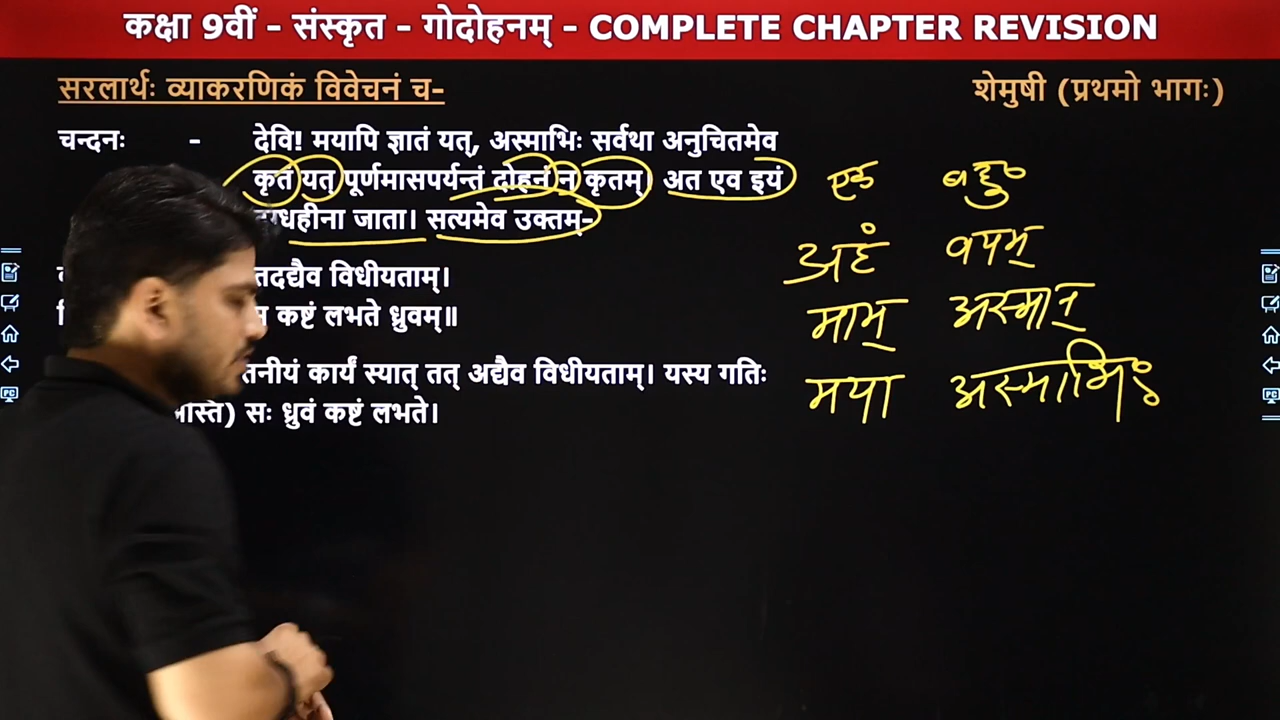 कक्षा 9वीं – संस्कृत – गोदोहनम् – COMPLETE CHAPTER REVISION
सरलार्थः व्याकरणिकं विवेचनं च-
शेमुषी (प्रथमो भागः)
चन्दनः - देवि! मयापि ज्ञातं यत्, अस्माभिः सर्वथा अनुचितमेव
कृतं यत् पूर्णमासपर्यन्तं दोहनं न कृतम्। अत एव इयं
जाता। सत्यमेव उक्तम्-
तदद्यैव विधीयताम्।
कष्टं लभते ध्रुवम्॥
कार्यं स्यात् तत् अद्यैव विधीयताम्। यस्य गतिः
सः ध्रुवं कष्टं लभते।
एक बहु॰
अहं वयम्
माम् अस्मान्
मया अस्माभिः